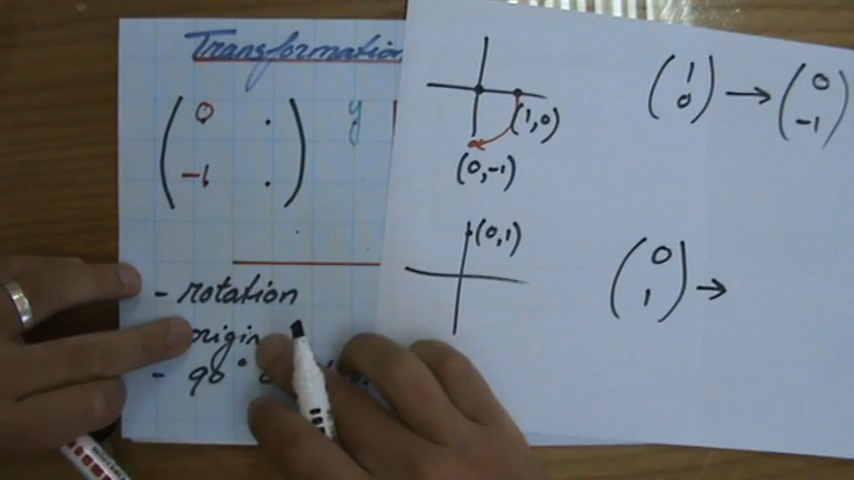 Transformation
0 .
-1 .
y
- rotation
origin
- 90°
(1,0)
(0,-1)
(1 0) → (0 -1)
(0,1)
(0 1) →